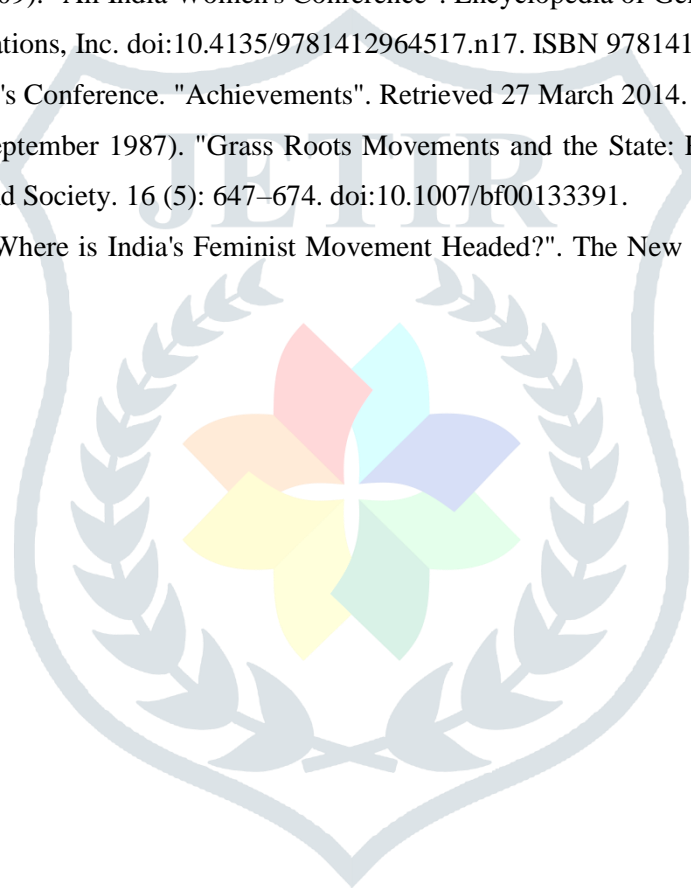 09). "All India Women's Conference". Encyclopedia of Ge
ations, Inc. doi:10.4135/9781412964517.n17. ISBN 978141
's Conference. "Achievements". Retrieved 27 March 2014.
eptember 1987). "Grass Roots Movements and the State:
d Society. 16 (5): 647–674. doi:10.1007/bf00133391.
Where is India's Feminist Movement Headed?". The New
JETIR